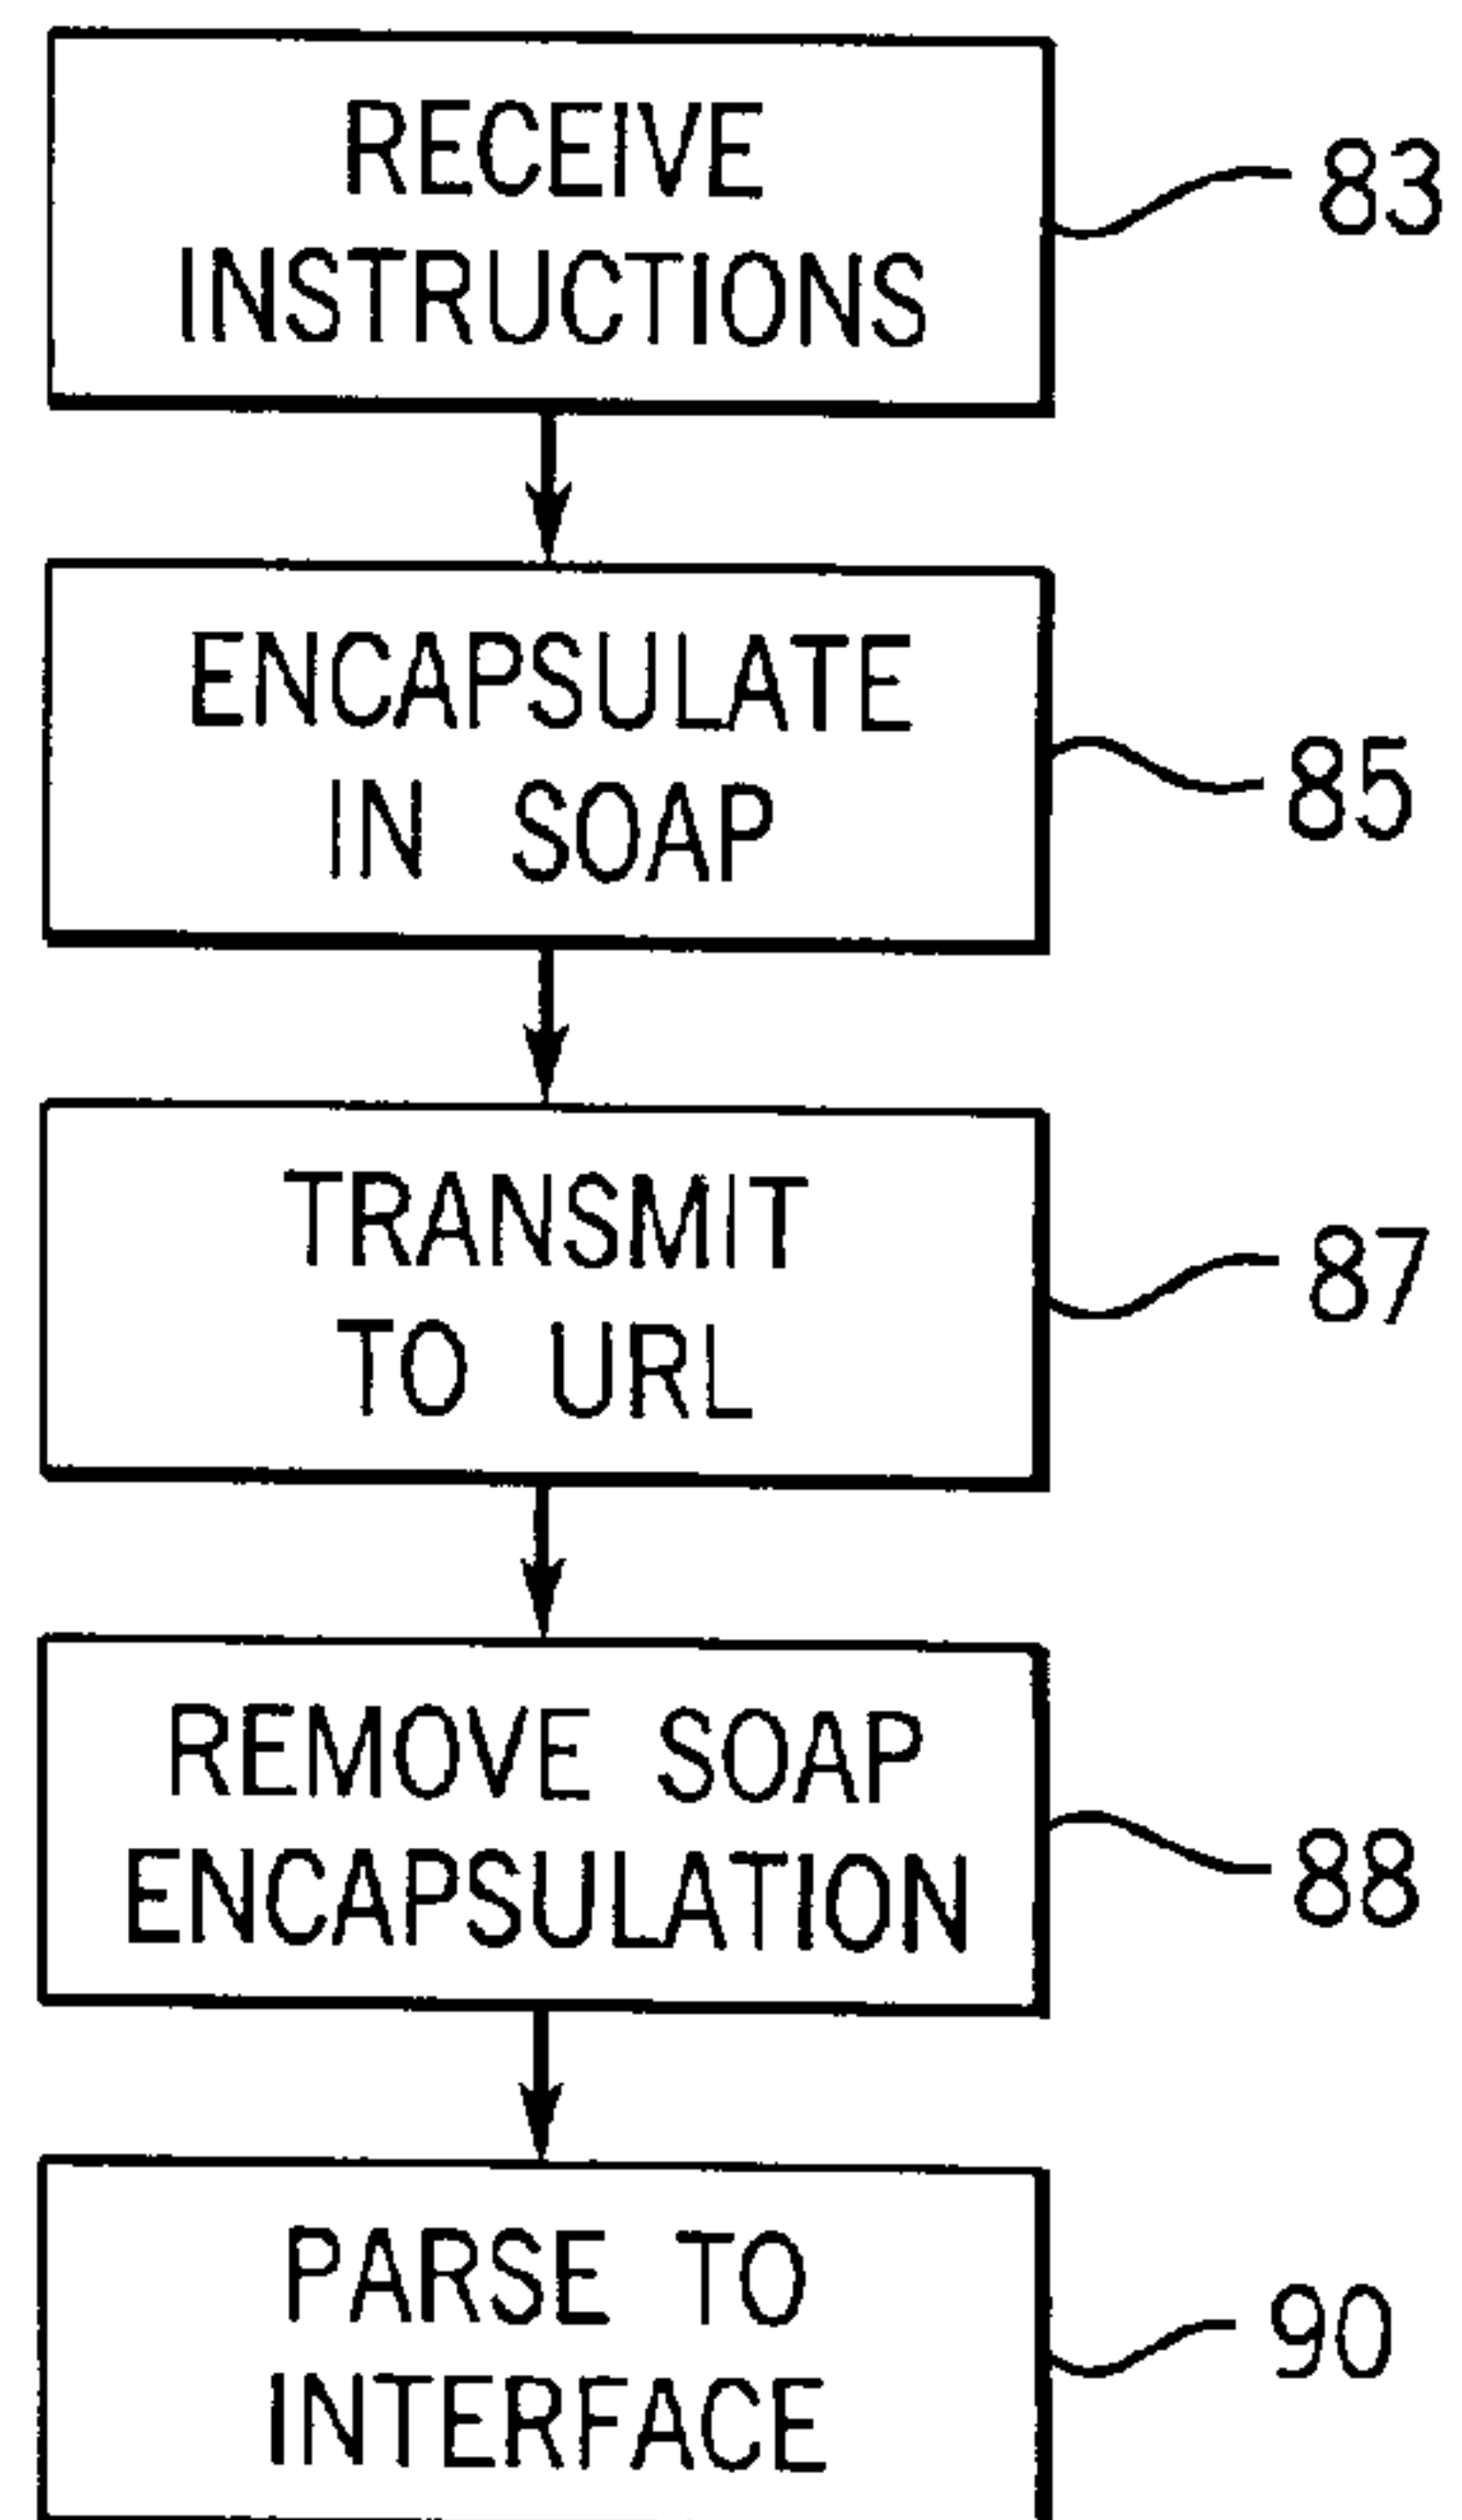 RECEIVE
INSTRUCTIONS
83
ENCAPSULATE
IN SOAP
85
TRANSMIT
TO URL
87
REMOVE SOAP
ENCAPSULATION
88
PARSE TO
INTERFACE
90